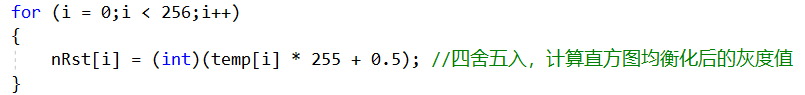 for (i = 0;i < 256;i++)
{
nRst[i] = (int)(temp[i] * 255 + 0.5); //四舍五入，计算直方图均衡化后的灰度值
}